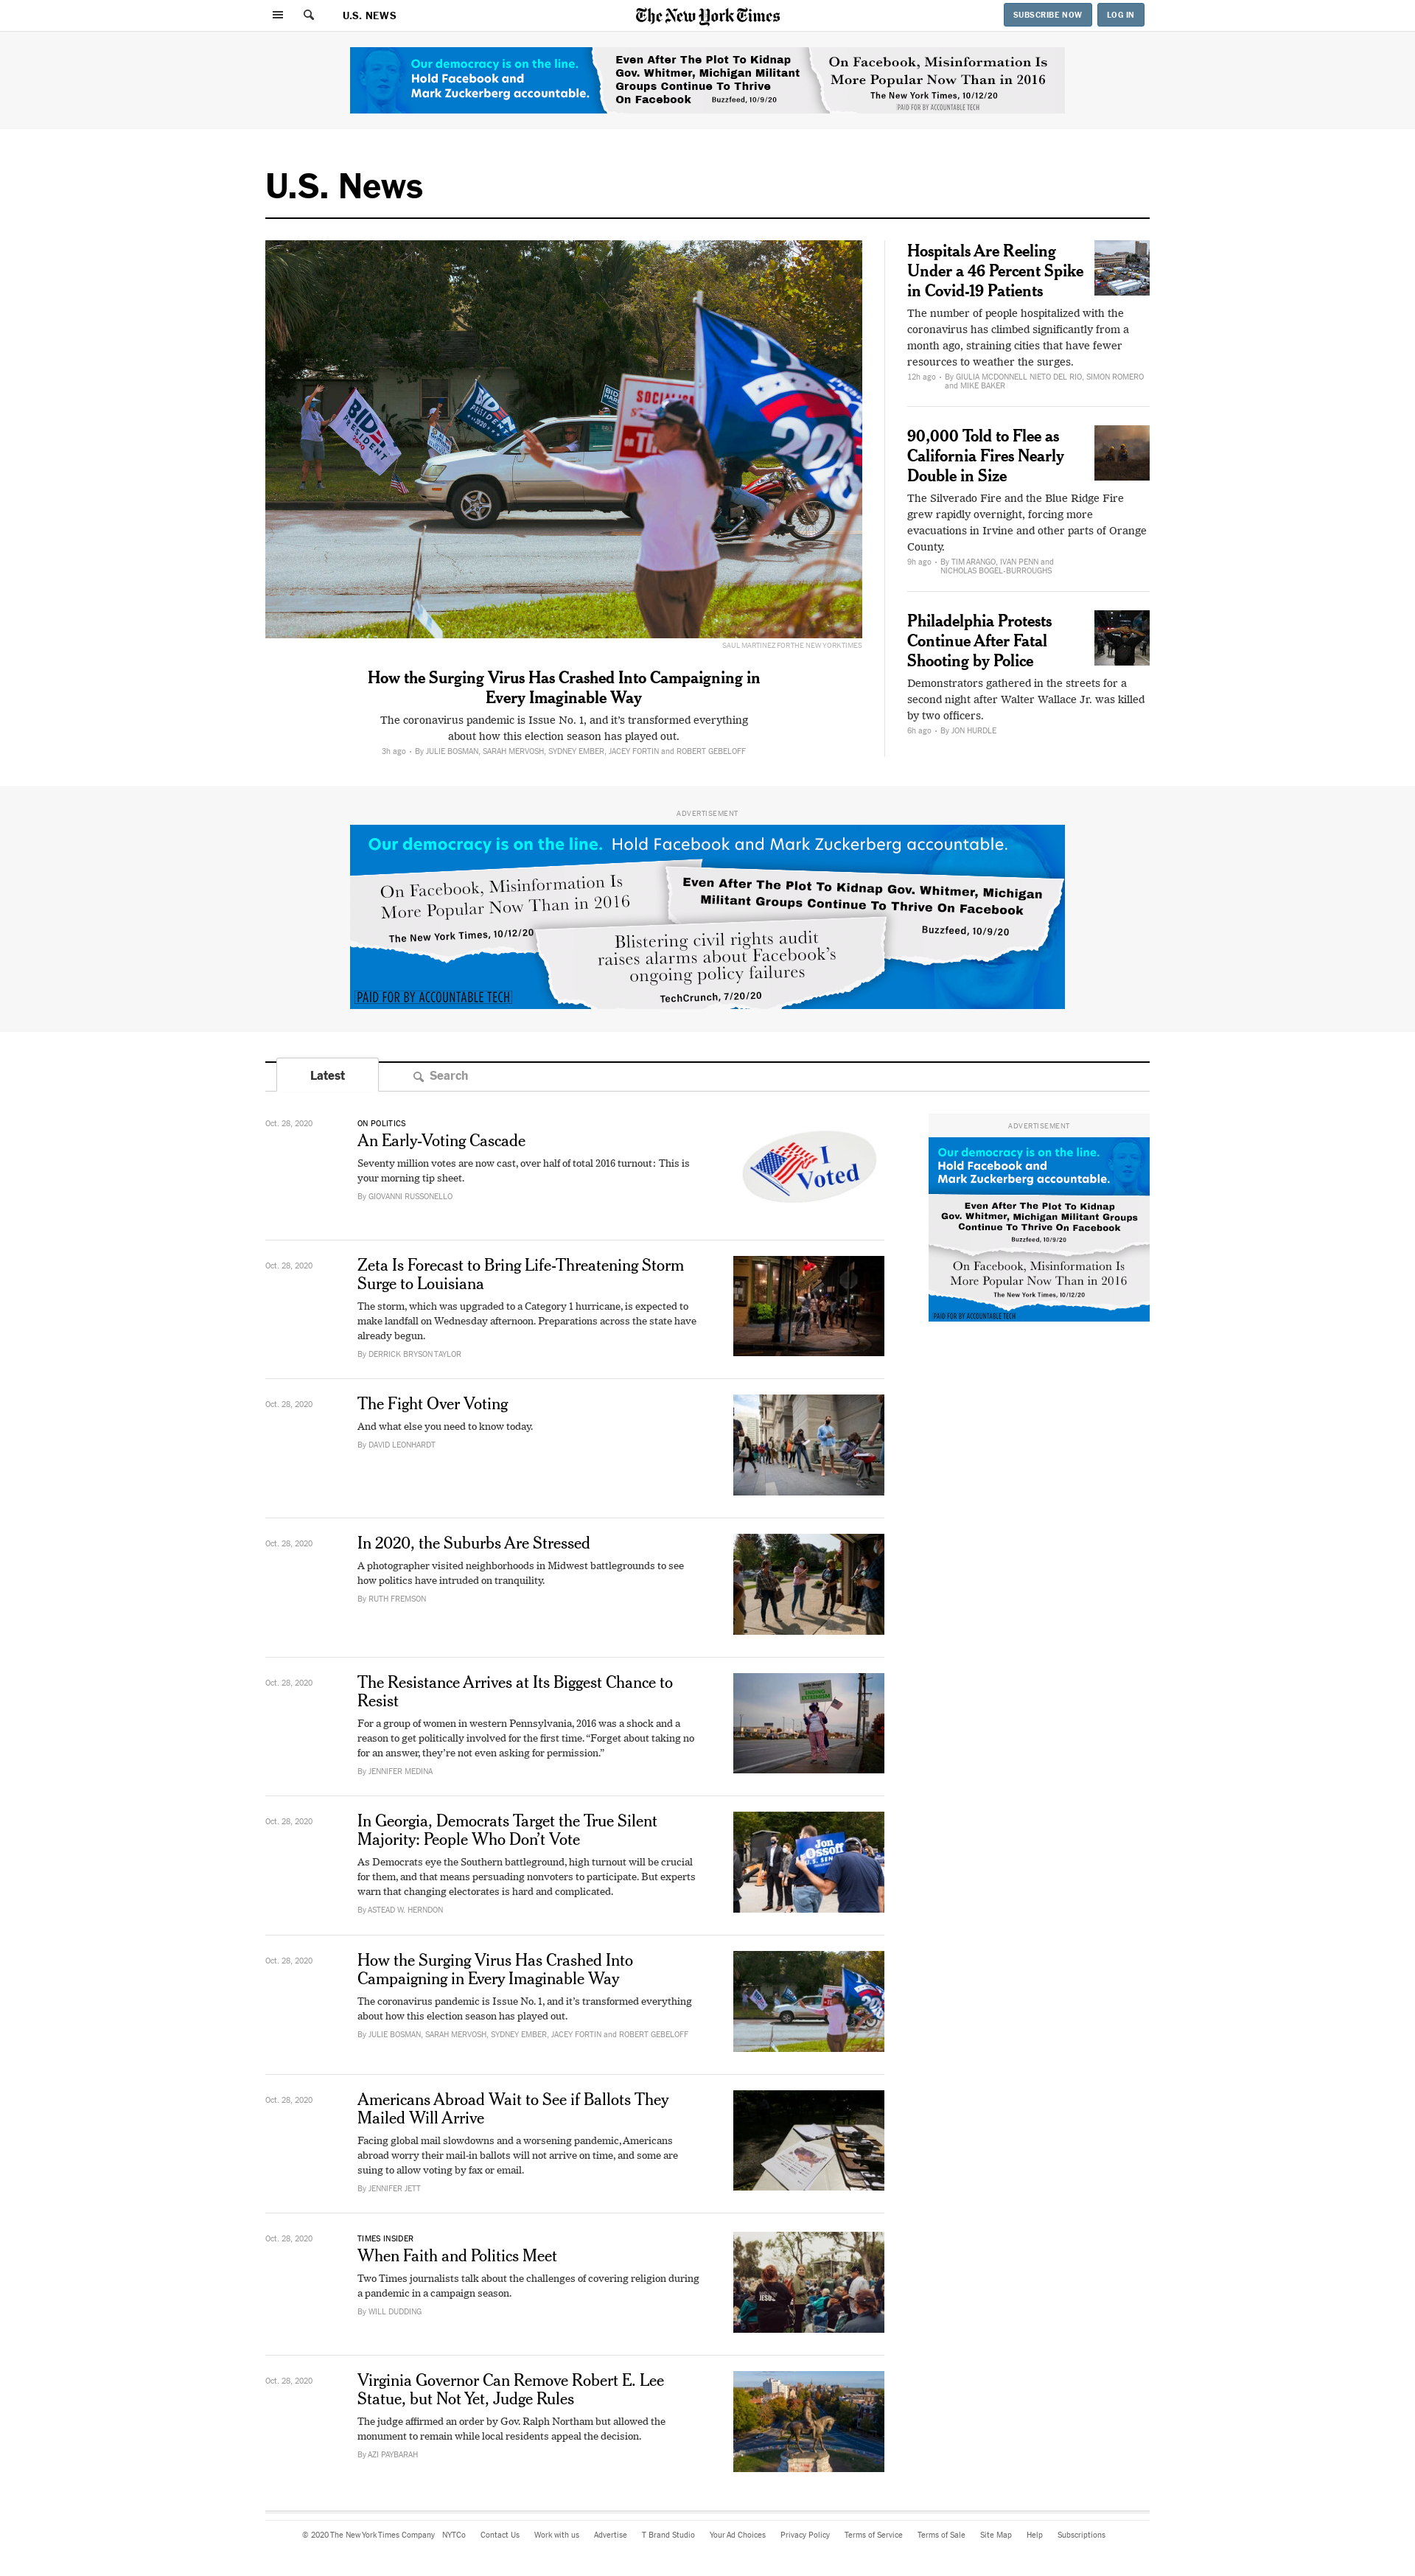 U.S. NEWS
The New York Times
SUBSCRIBE NOW
LOG IN
Our democracy is on the line.
Hold Facebook and
Mark Zuckerberg accountable.
Even After The Plot To Kidnap
Gov. Whitmer, Michigan Militant
Groups Continue To Thrive
On Facebook Buzzfeed, 10/9/20
On Facebook, Misinformation Is
More Popular Now Than in 2016
The New York Times, 10/12/20
PAID FOR BY ACCOUNTABLE TECH
U.S. News
BIDEN
PRESIDENT
2020
BIDEN
PRESIDENT
SOCIALISM
SAUL MARTINEZ FOR THE NEW YORK TIMES
How the Surging Virus Has Crashed Into Campaigning in
Every Imaginable Way
The coronavirus pandemic is Issue No. 1, and it’s transformed everything
about how this election season has played out.
3h ago • By JULIE BOSMAN, SARAH MERVOSH, SYDNEY EMBER, JACEY FORTIN and ROBERT GEBELOFF
Hospitals Are Reeling
Under a 46 Percent Spike
in Covid-19 Patients
The number of people hospitalized with the
coronavirus has climbed significantly from a
month ago, straining cities that have fewer
resources to weather the surges.
12h ago • By GIULIA MCDONNELL NIETO DEL RIO, SIMON ROMERO
and MIKE BAKER
90,000 Told to Flee as
California Fires Nearly
Double in Size
The Silverado Fire and the Blue Ridge Fire
grew rapidly overnight, forcing more
evacuations in Irvine and other parts of Orange
County.
9h ago • By TIM ARANGO, IVAN PENN and
NICHOLAS BOGEL-BURROUGHS
Philadelphia Protests
Continue After Fatal
Shooting by Police
Demonstrators gathered in the streets for a
second night after Walter Wallace Jr. was killed
by two officers.
6h ago • By JON HURDLE
ADVERTISEMENT
Our democracy is on the line. Hold Facebook and Mark Zuckerberg accountable.
On Facebook, Misinformation Is
More Popular Now Than in 2016
The New York Times, 10/12/20
Even After The Plot To Kidnap Gov. Whitmer, Michigan
Militant Groups Continue To Thrive On Facebook
Buzzfeed, 10/9/20
Blistering civil rights audit
raises alarms about Facebook’s
ongoing policy failures
TechCrunch, 7/20/20
PAID FOR BY ACCOUNTABLE TECH
Latest
Search
Oct. 28, 2020
ON POLITICS
An Early-Voting Cascade
Seventy million votes are now cast, over half of total 2016 turnout: This is
your morning tip sheet.
By GIOVANNI RUSSONELLO
I
Voted
ADVERTISEMENT
Our democracy is on the line.
Hold Facebook and
Mark Zuckerberg accountable.
Even After The Plot To Kidnap
Gov. Whitmer, Michigan Militant Groups
Continue To Thrive On Facebook
Buzzfeed, 10/9/20
On Facebook, Misinformation Is
More Popular Now Than in 2016
The New York Times, 10/12/20
PAID FOR BY ACCOUNTABLE TECH
Oct. 28, 2020
Zeta Is Forecast to Bring Life-Threatening Storm
Surge to Louisiana
The storm, which was upgraded to a Category 1 hurricane, is expected to
make landfall on Wednesday afternoon. Preparations across the state have
already begun.
By DERRICK BRYSON TAYLOR
Oct. 28, 2020
The Fight Over Voting
And what else you need to know today.
By DAVID LEONHARDT
Oct. 28, 2020
In 2020, the Suburbs Are Stressed
A photographer visited neighborhoods in Midwest battlegrounds to see
how politics have intruded on tranquility.
By RUTH FREMSON
Oct. 28, 2020
The Resistance Arrives at Its Biggest Chance to
Resist
For a group of women in western Pennsylvania, 2016 was a shock and a
reason to get politically involved for the first time. “Forget about taking no
for an answer, they’re not even asking for permission.”
By JENNIFER MEDINA
Oct. 28, 2020
In Georgia, Democrats Target the True Silent
Majority: People Who Don’t Vote
As Democrats eye the Southern battleground, high turnout will be crucial
for them, and that means persuading nonvoters to participate. But experts
warn that changing electorates is hard and complicated.
By ASTEAD W. HERNDON
Jon
Ossoff
U.S. SEN
Oct. 28, 2020
How the Surging Virus Has Crashed Into
Campaigning in Every Imaginable Way
The coronavirus pandemic is Issue No. 1, and it’s transformed everything
about how this election season has played out.
By JULIE BOSMAN, SARAH MERVOSH, SYDNEY EMBER, JACEY FORTIN and ROBERT GEBELOFF
Oct. 28, 2020
Americans Abroad Wait to See if Ballots They
Mailed Will Arrive
Facing global mail slowdowns and a worsening pandemic, Americans
abroad worry their mail-in ballots will not arrive on time, and some are
suing to allow voting by fax or email.
By JENNIFER JETT
Oct. 28, 2020
TIMES INSIDER
When Faith and Politics Meet
Two Times journalists talk about the challenges of covering religion during
a pandemic in a campaign season.
By WILL DUDDING
Oct. 28, 2020
Virginia Governor Can Remove Robert E. Lee
Statue, but Not Yet, Judge Rules
The judge affirmed an order by Gov. Ralph Northam but allowed the
monument to remain while local residents appeal the decision.
By AZI PAYBARAH
© 2020 The New York Times Company NYTCo Contact Us Work with us Advertise T Brand Studio Your Ad Choices Privacy Policy Terms of Service Terms of Sale Site Map Help Subscriptions